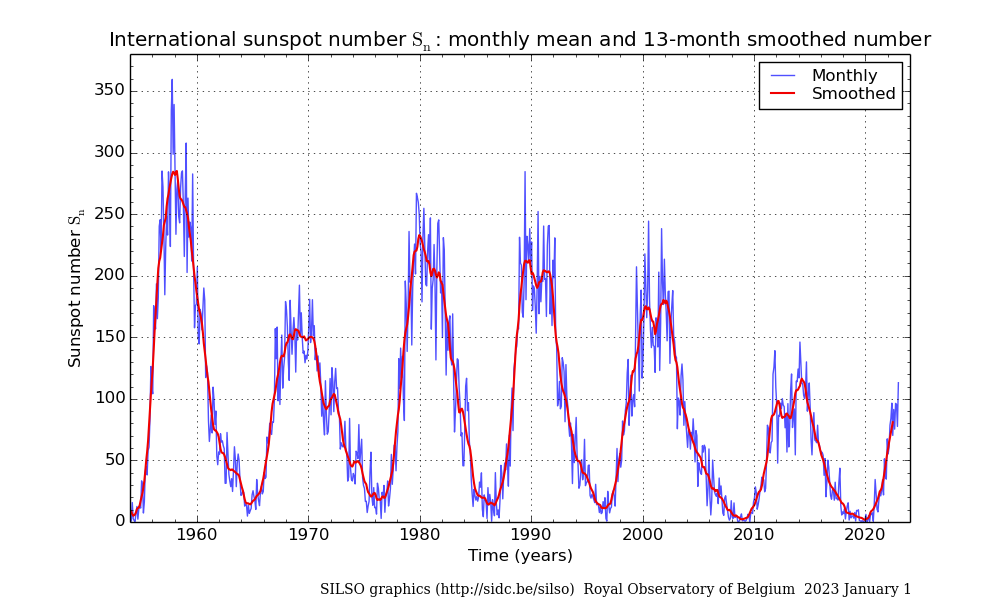 International sunspot number Sn : monthly mean and 13-month smoothed number
Monthly
Smoothed
350
300
250
200
150
100
50
0
Sunspot number Sn
1960 1970 1980 1990 2000 2010 2020
Time (years)
SILSO graphics (http://sidc.be/silso) Royal Observatory of Belgium 2023 January 1